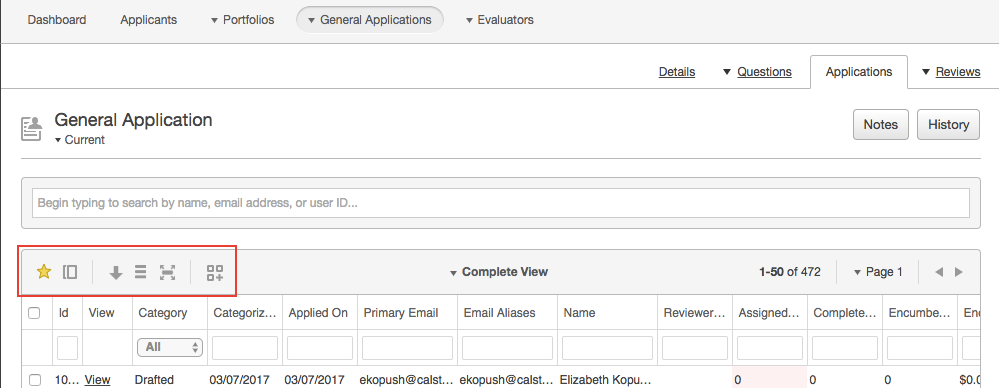 Dashboard Applicants ▼ Portfolios ▼ General Applications ▼ Evaluators
Details ▼ Questions Applications ▼ Reviews
General Application
▾ Current
Notes History
Begin typing to search by name, email address, or user ID...
▾ Complete View 1-50 of 472 ▾ Page 1
Id View Category Categoriz... Applied On Primary Email Email Aliases Name Reviewer... Assigned... Complete... Encumbe... Enc
All
10... View Drafted 03/07/2017 03/07/2017 ekopush@calst... ekopush@calst... Elizabeth Kopu... 0 0 0 $0.0